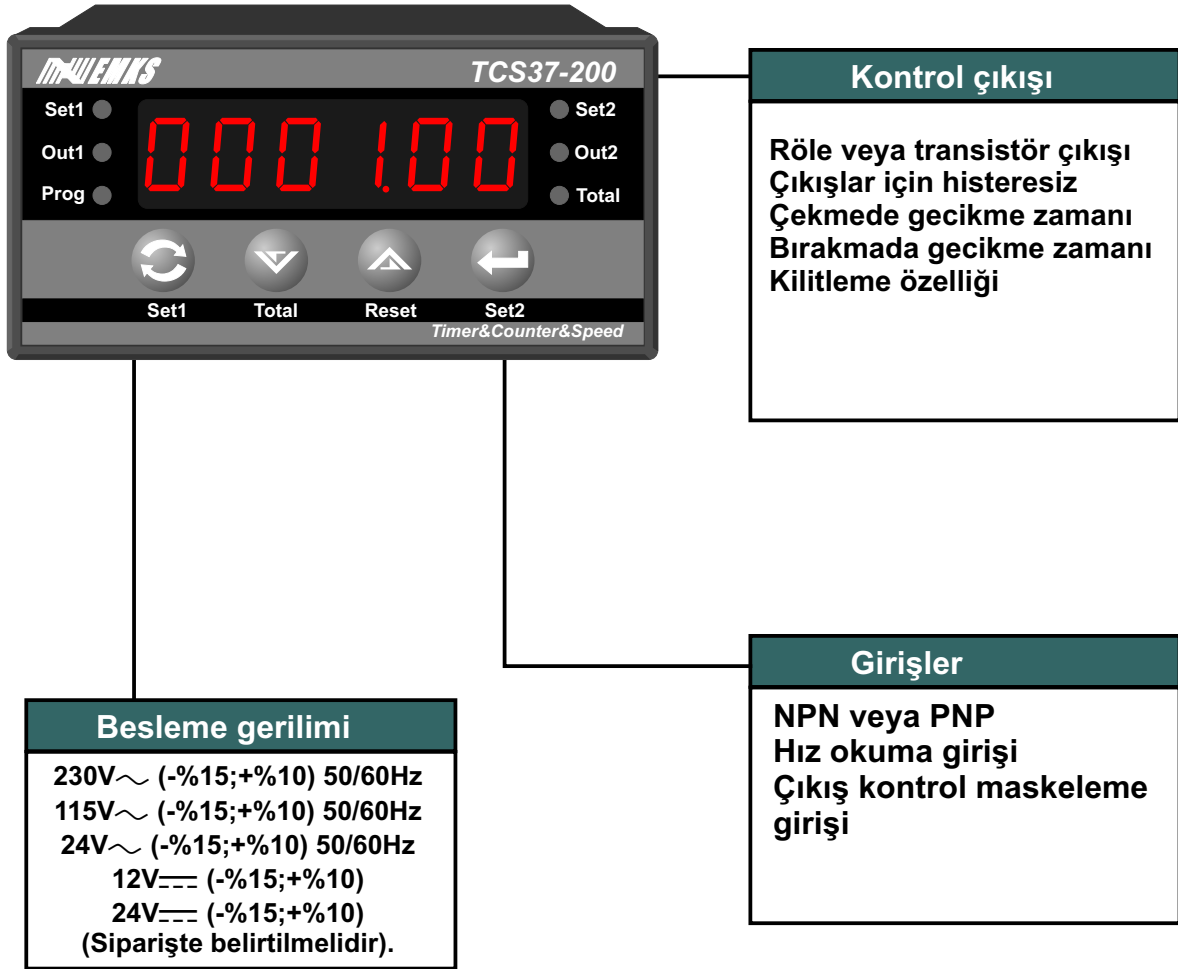 EMKS TCS37-200
Set1 Set2
Out1 000 1.00 Out2
Prog Total
Set1 Total Reset Set2
Timer&Counter&Speed
Kontrol çıkışı
Röle veya transistör çıkışı
Çıkışlar için histeresiz
Çekmede gecikme zamanı
Bırakmada gecikme zamanı
Kilitleme özelliği
Besleme gerilimi
230V～ (-%15;+%10) 50/60Hz
115V～ (-%15;+%10) 50/60Hz
24V～ (-%15;+%10) 50/60Hz
12V⎓ (-%15;+%10)
24V⎓ (-%15;+%10)
(Siparişte belirtilmelidir).
Girişler
NPN veya PNP
Hız okuma girişi
Çıkış kontrol maskeleme
girişi